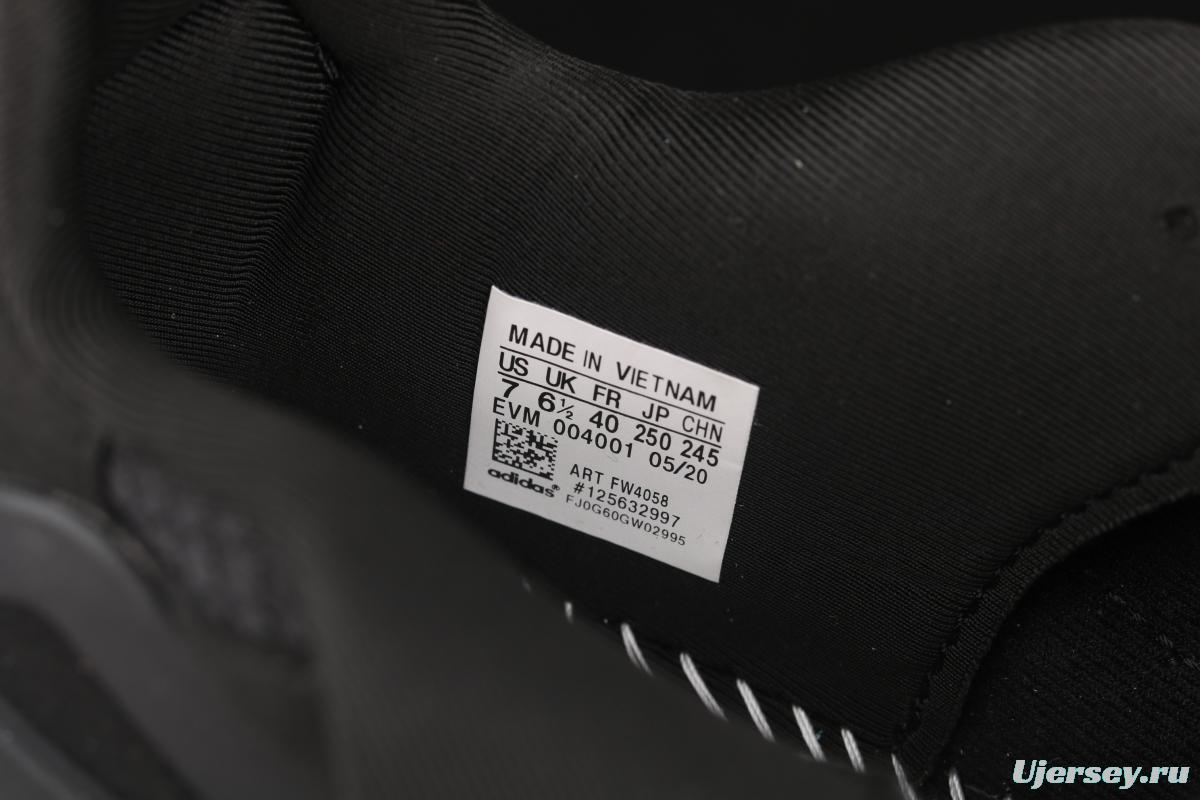 MADE IN VIETNAM
US UK FR JP CHN
7 6½ 40 250 245
EVM 004001 05/20
ART FW4058
#125632997
adidas®
FJ0G60GW02995
Ujersey.ru